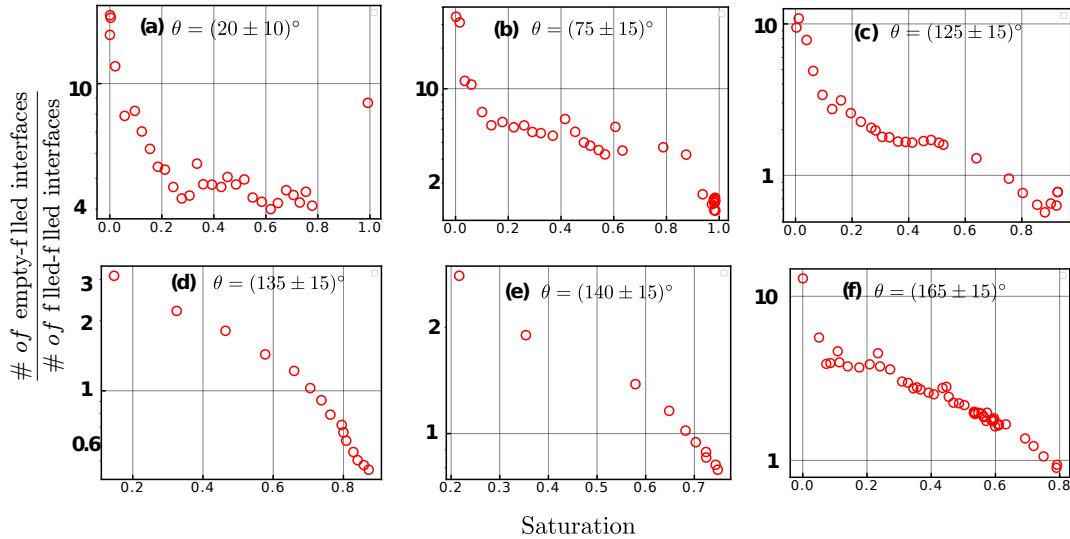 # of empty-f lled interfaces
# of f lled-f lled interfaces
(a) θ = (20 ± 10)°
10
4
0.0 0.2 0.4 0.6 0.8 1.0
(b) θ = (75 ± 15)°
10
2
0.0 0.2 0.4 0.6 0.8 1.0
(c) θ = (125 ± 15)°
10
1
0.0 0.2 0.4 0.6 0.8
(d) θ = (135 ± 15)°
3
2
1
0.6
0.2 0.4 0.6 0.8
(e) θ = (140 ± 15)°
2
1
0.2 0.3 0.4 0.5 0.6 0.7
(f) θ = (165 ± 15)°
10
1
0.0 0.2 0.4 0.6 0.8
Saturation